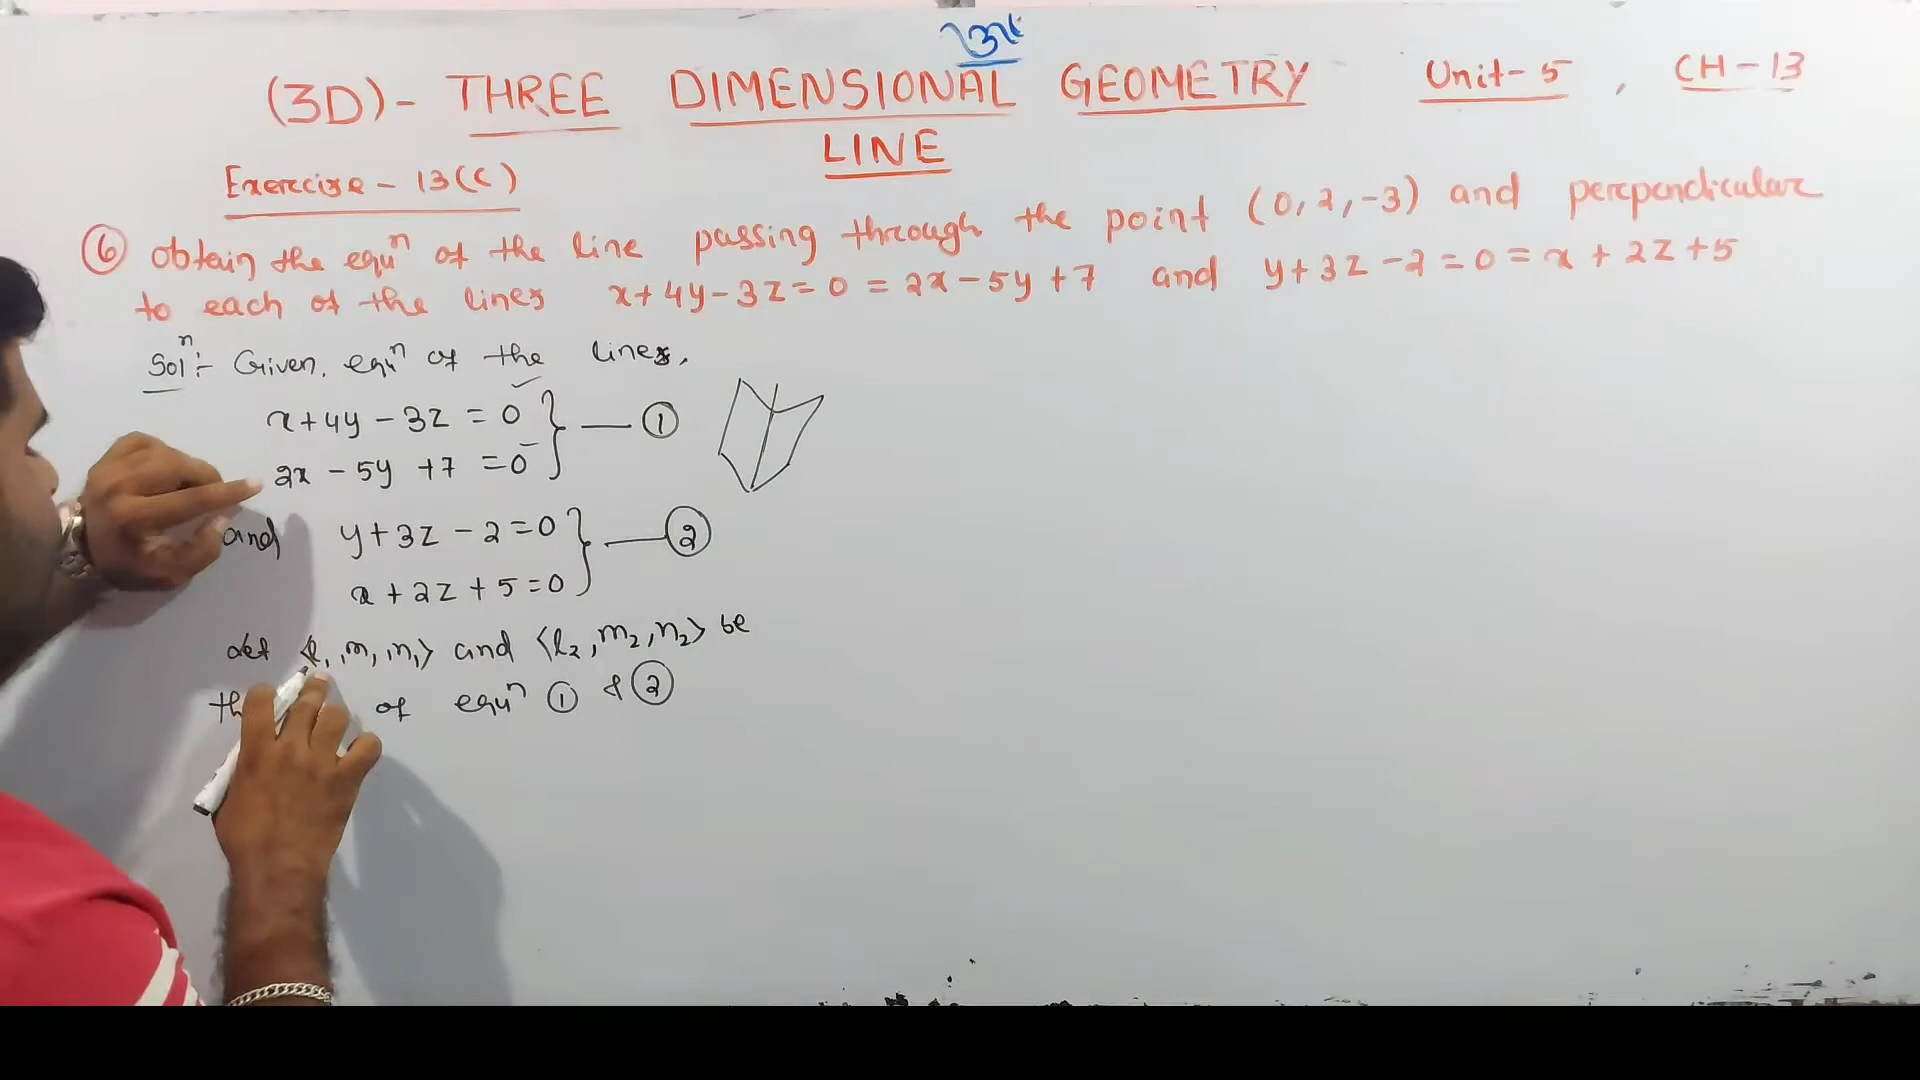 (3D)- THREE DIMENSIONAL GEOMETRY Unit-5 , CH-13
LINE
Exercise - 13(C)
⑥ obtain the equⁿ of the line passing through the point (0,2,-3) and perpendicular
to each of the lines x+4y-3z=0=2x-5y+7 and y+3z-2=0=x+2z+5
Solⁿ:- Given, equⁿ of the lines,
x+4y-3z=0 } — ①
2x-5y+7=0
and y+3z-2=0 } — ②
x+2z+5=0
Let <l₁,m₁,n₁> and <l₂,m₂,n₂> be
of equⁿ ① & ②